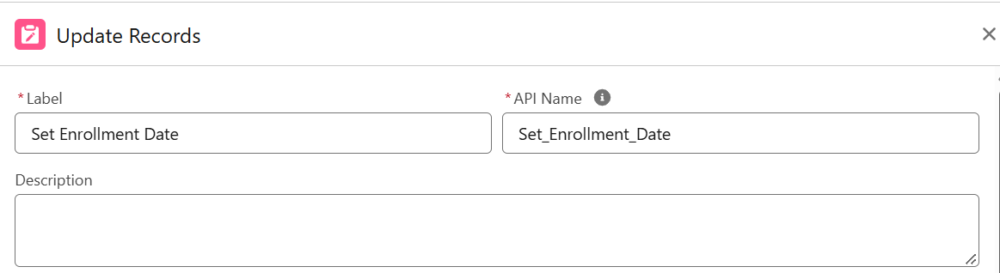 Update Records
*Label
*API Name
Set Enrollment Date
Set_Enrollment_Date
Description